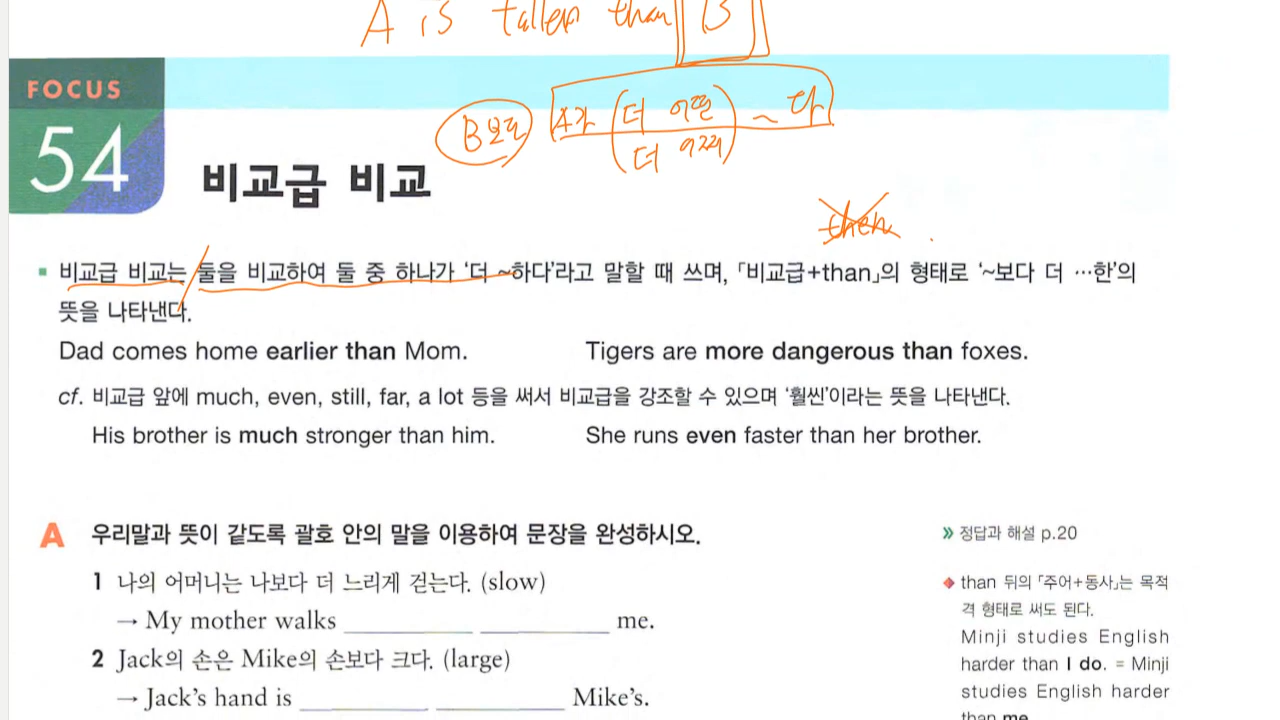 A is taller than B
FOCUS
54
B보다 A가 (더 어떤 ~ 다
더 어찌)
비교급 비교
then
▪ 비교급 비교는 둘을 비교하여 둘 중 하나가 ‘더 ~하다’라고 말할 때 쓰며, 「비교급+than」의 형태로 ‘~보다 더 …한’의
뜻을 나타낸다.
Dad comes home earlier than Mom. Tigers are more dangerous than foxes.
cf. 비교급 앞에 much, even, still, far, a lot 등을 써서 비교급을 강조할 수 있으며 ‘훨씬’이라는 뜻을 나타낸다.
His brother is much stronger than him. She runs even faster than her brother.
A 우리말과 뜻이 같도록 괄호 안의 말을 이용하여 문장을 완성하시오.
1 나의 어머니는 나보다 더 느리게 걷는다. (slow)
→ My mother walks ________ ________ me.
2 Jack의 손은 Mike의 손보다 크다. (large)
→ Jack’s hand is ________ ________ Mike’s.
» 정답과 해설 p.20
◆ than 뒤의 「주어+동사」는 목적
격 형태로 써도 된다.
Minji studies English
harder than I do. = Minji
studies English harder
than me